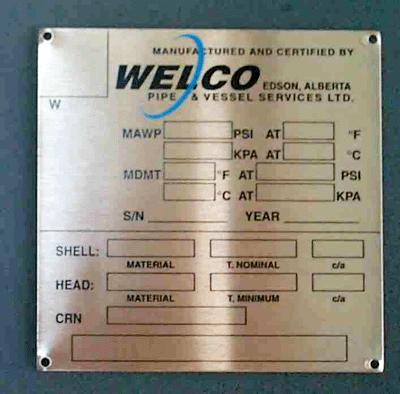 MANUFACTURED AND CERTIFIED BY
WELCO EDSON, ALBERTA
PIPE & VESSEL SERVICES LTD.
W
MAWP PSI AT °F
KPA AT °C
MDMT °F AT PSI
°C AT KPA
S/N YEAR
SHELL:
MATERIAL T. NOMINAL c/a
HEAD:
MATERIAL T. MINIMUM c/a
CRN